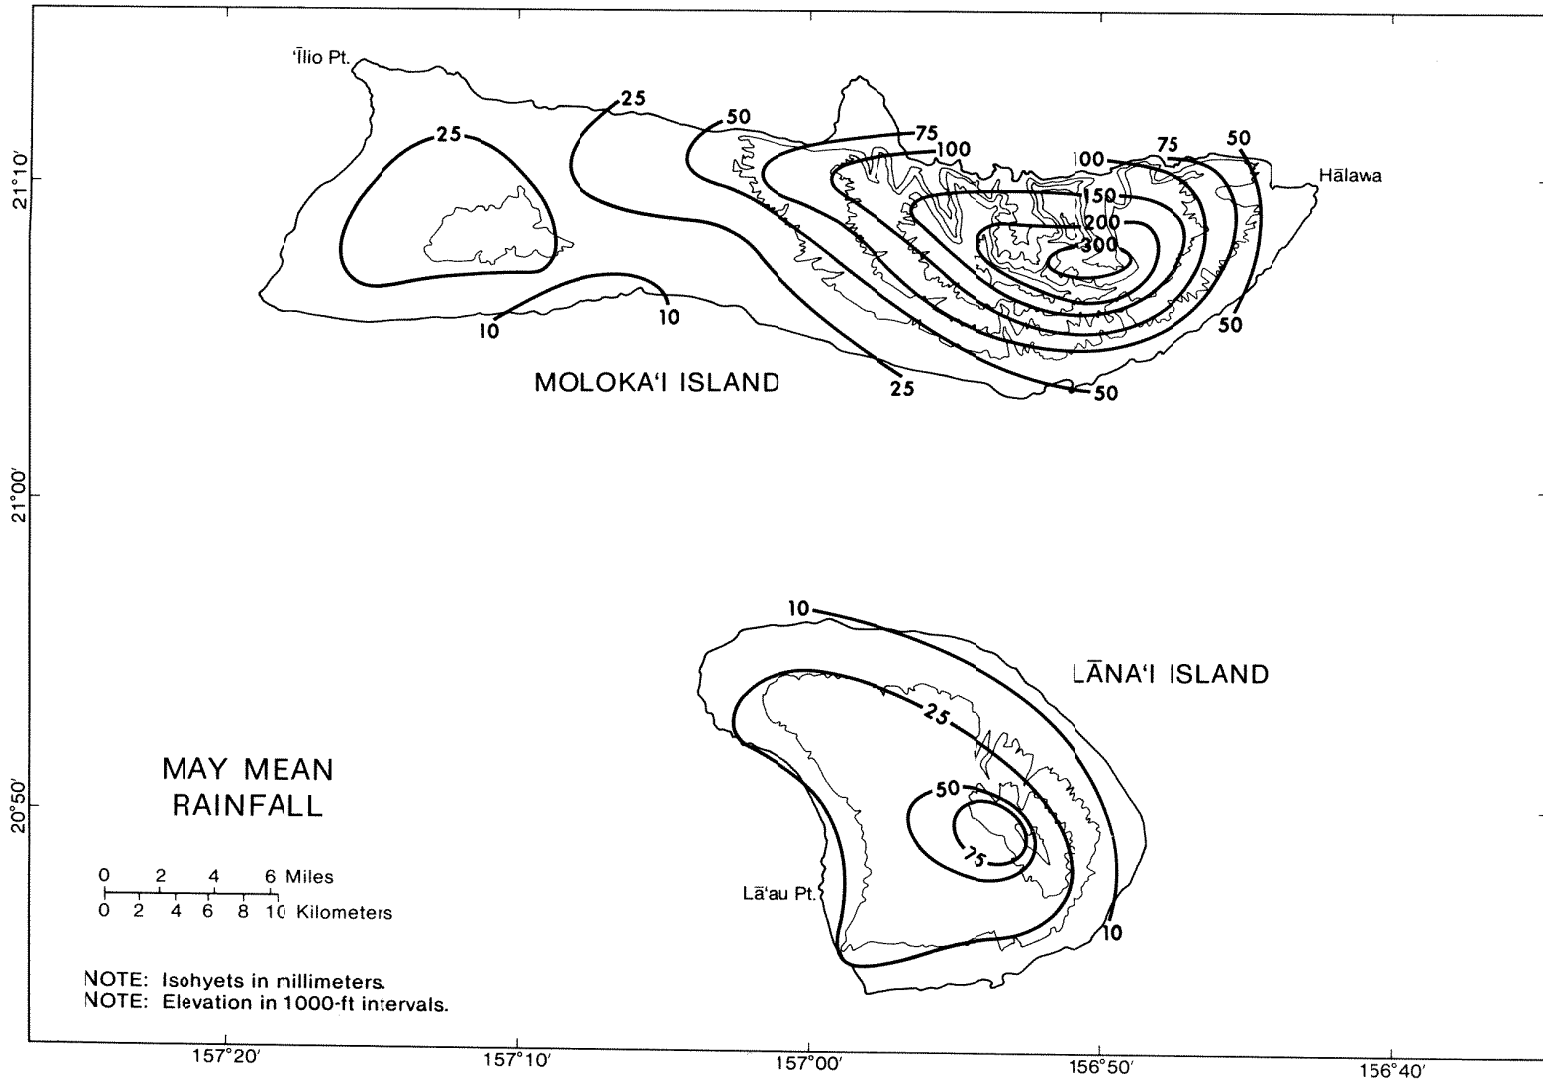 ʻĪlio Pt.
25
25
50
75
100
100
75
50
Hālawa
21°10′
150
200
300
10
10
50
MOLOKAʻI ISLAND
25
50
21°00′
10
LĀNAʻI ISLAND
25
MAY MEAN
RAINFALL
50
20°50′
75
0 2 4 6 Miles
0 2 4 6 8 10 Kilometers
Lāʻau Pt.
10
NOTE: Isohyets in millimeters.
NOTE: Elevation in 1000-ft intervals.
157°20′ 157°10′ 157°00′ 156°50′ 156°40′